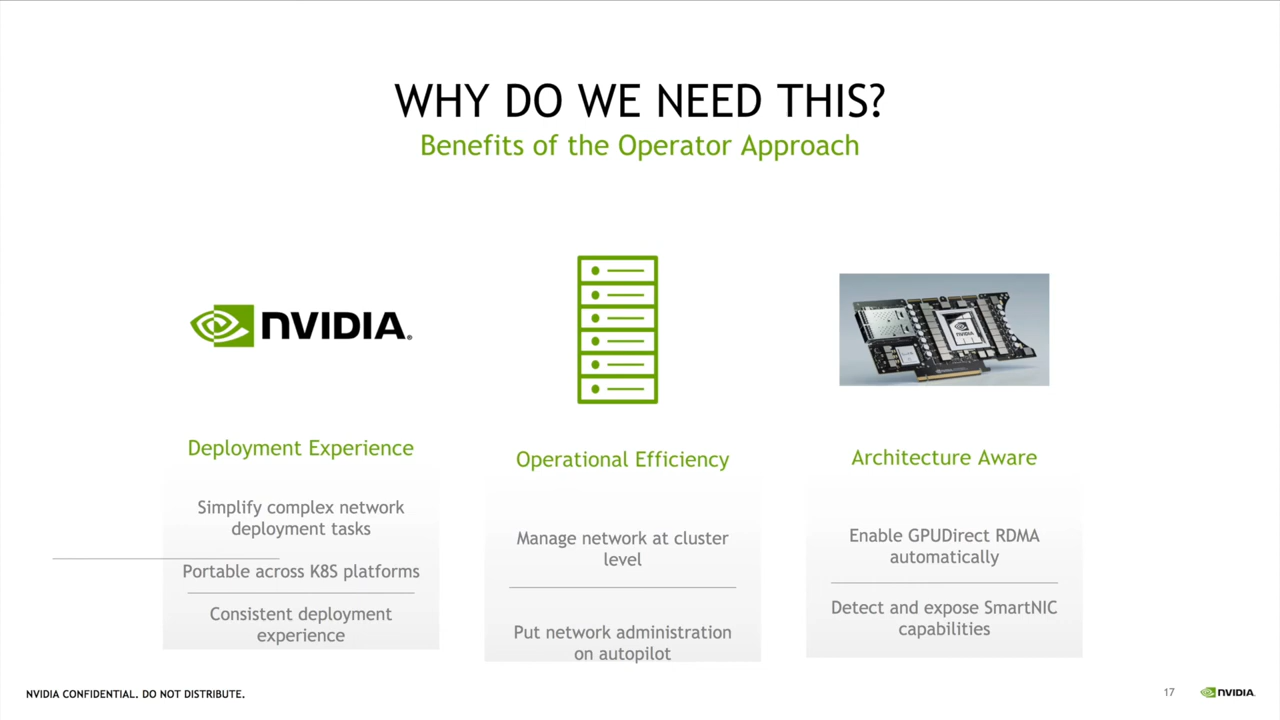 WHY DO WE NEED THIS?
Benefits of the Operator Approach
NVIDIA.
NVIDIA
Deployment Experience
Simplify complex network
deployment tasks
Portable across K8S platforms
Consistent deployment
experience
Operational Efficiency
Manage network at cluster
level
Put network administration
on autopilot
Architecture Aware
Enable GPUDirect RDMA
automatically
Detect and expose SmartNIC
capabilities
NVIDIA CONFIDENTIAL. DO NOT DISTRIBUTE.
17
NVIDIA.